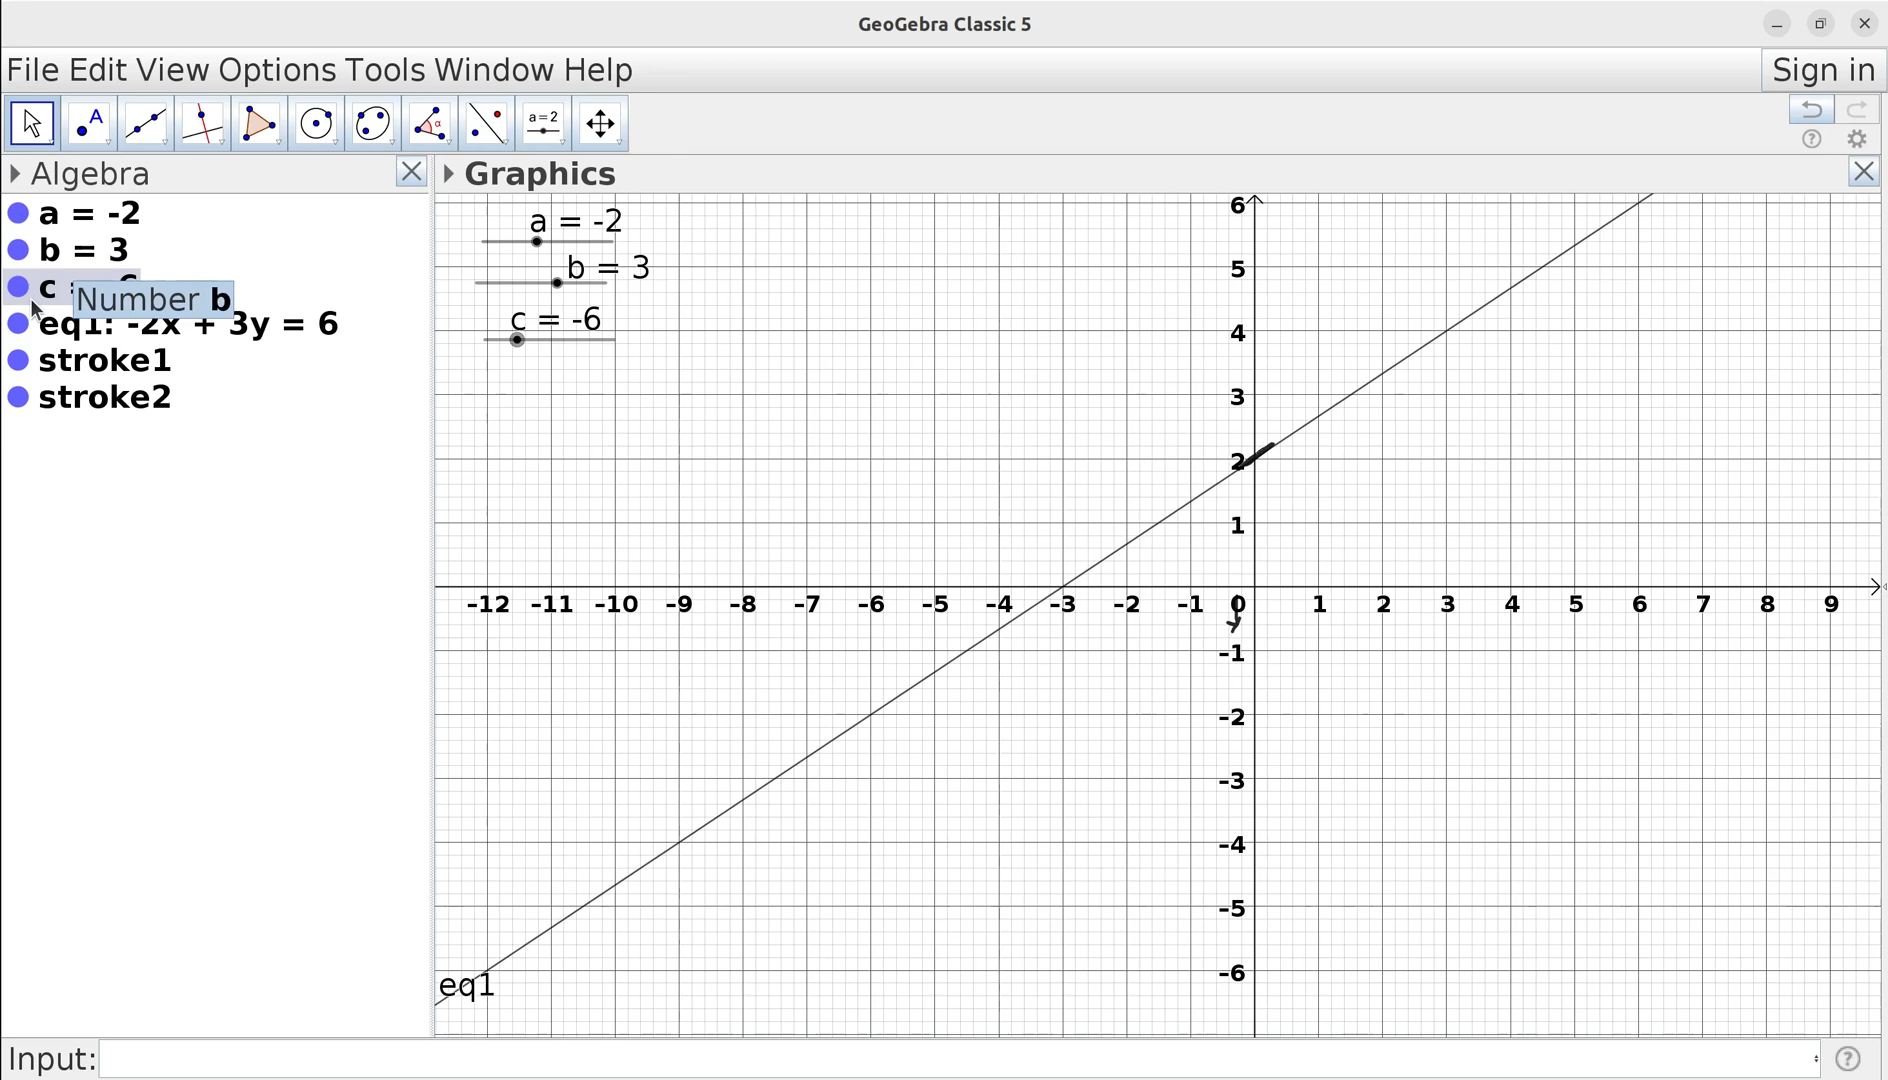 GeoGebra Classic 5
File Edit View Options Tools Window Help
Sign in
A
α
a=2
Algebra
Graphics
a = -2
b = 3
c
Number b
eq1: -2x + 3y = 6
stroke1
stroke2
a = -2
b = 3
c = -6
6
5
4
3
2
1
-12 -11 -10 -9 -8 -7 -6 -5 -4 -3 -2 -1 0 1 2 3 4 5 6 7 8 9
-1
-2
-3
-4
-5
-6
eq1
Input: